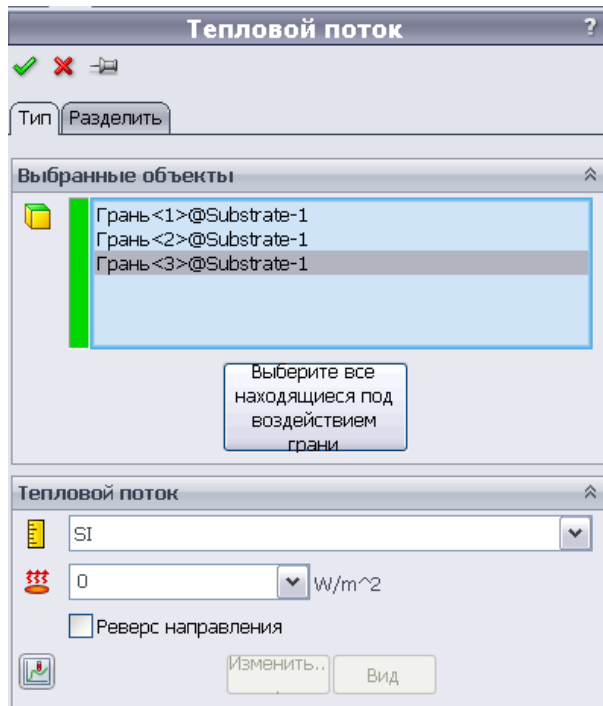 Тепловой поток ?
Тип Разделить
Выбранные объекты
Грань<1>@Substrate-1
Грань<2>@Substrate-1
Грань<3>@Substrate-1
Выберите все
находящиеся под
воздействием
грани
Тепловой поток
SI
0 W/m^2
Реверс направления
Изменить.. Вид